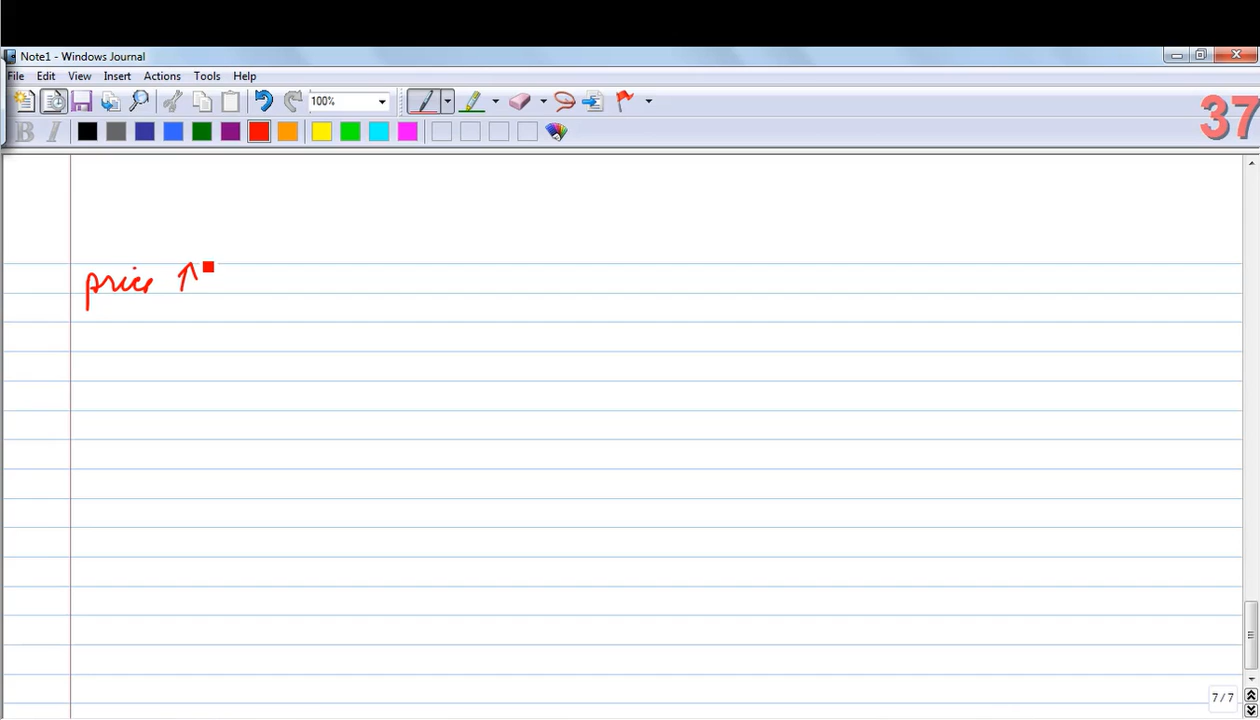 Note1 - Windows Journal
File Edit View Insert Actions Tools Help
100%
B I
37
price ↑
7 / 7